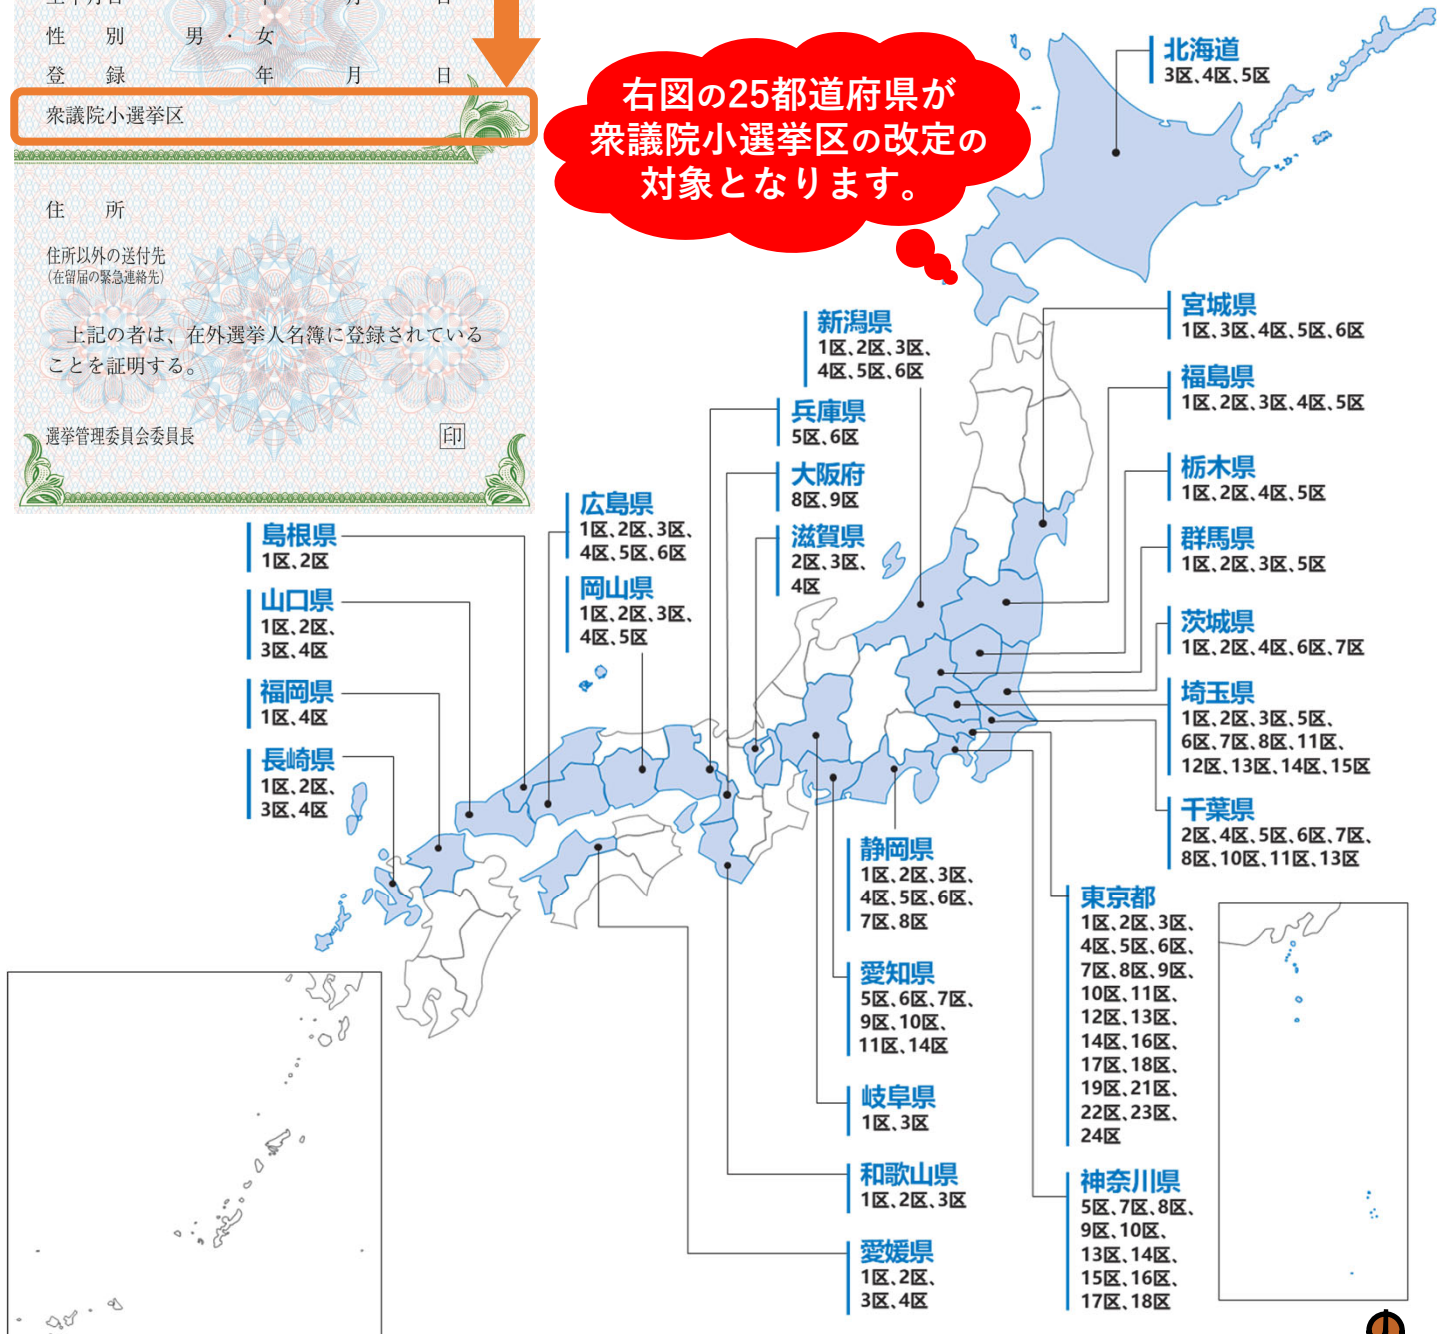 性　別　　男 ・ 女
登　録　　　　年　　月　　日
衆議院小選挙区
住　所
住所以外の送付先
(在留届の緊急連絡先)
上記の者は、在外選挙人名簿に登録されている
ことを証明する。
選挙管理委員会委員長　　印
右図の25都道府県が
衆議院小選挙区の改定の
対象となります。
北海道
3区、4区、5区
宮城県
1区、3区、4区、5区、6区
福島県
1区、2区、3区、4区、5区
栃木県
1区、2区、4区、5区
群馬県
1区、2区、3区、5区
茨城県
1区、2区、4区、6区、7区
埼玉県
1区、2区、3区、5区、
6区、7区、8区、11区、
12区、13区、14区、15区
千葉県
2区、4区、5区、6区、7区、
8区、10区、11区、13区
東京都
1区、2区、3区、
4区、5区、6区、
7区、8区、9区、
10区、11区、
12区、13区、
14区、16区、
17区、18区、
19区、21区、
22区、23区、
24区
神奈川県
5区、7区、8区、
9区、10区、
13区、14区、
15区、16区、
17区、18区
新潟県
1区、2区、3区、
4区、5区、6区
兵庫県
5区、6区
大阪府
8区、9区
滋賀県
2区、3区、
4区
広島県
1区、2区、3区、
4区、5区、6区
岡山県
1区、2区、3区、
4区、5区
島根県
1区、2区
山口県
1区、2区、
3区、4区
福岡県
1区、4区
長崎県
1区、2区、
3区、4区
静岡県
1区、2区、3区、
4区、5区、6区、
7区、8区
愛知県
5区、6区、7区、
9区、10区、
11区、14区
岐阜県
1区、3区
和歌山県
1区、2区、3区
愛媛県
1区、2区、
3区、4区